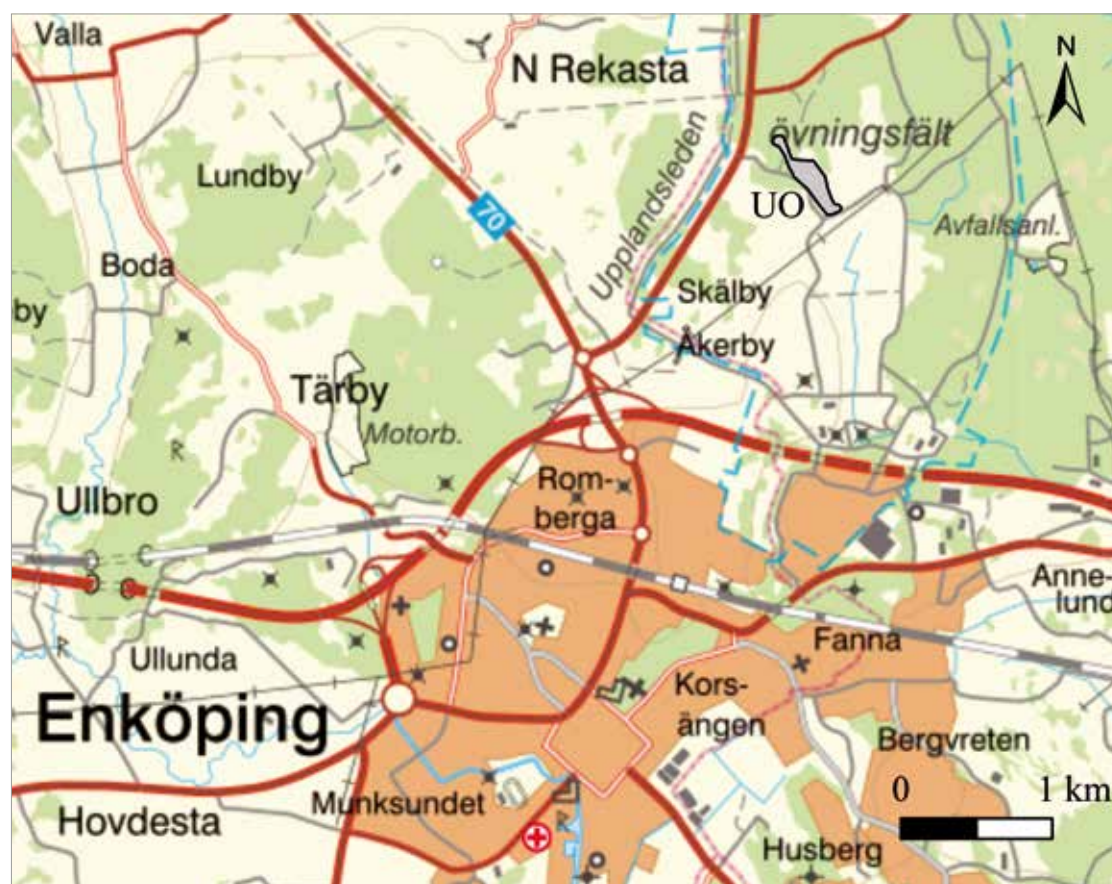 Valla
N Rekasta
N
övningsfält
Lundby
Upplandsleden
UO
70
Avfallsanl.
Boda
Skälby
by
Åkerby
Tärby
Motorb.
Rom-
berga
Ullbro
Anne-
lund
Ullunda
Fanna
Kors-
ängen
Enköping
Bergvreten
0 1 km
Munksundet
Hovdesta
Husberg
R
R
R